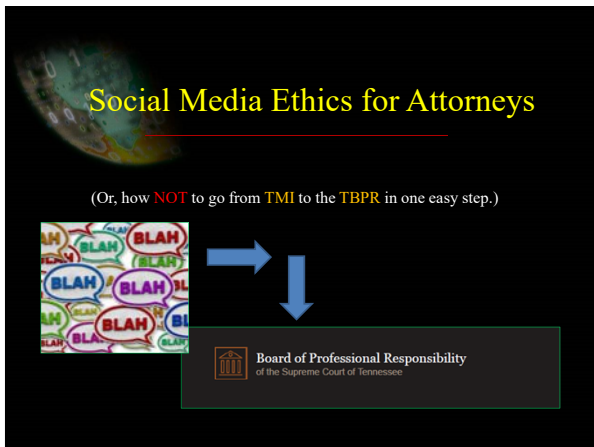 Social Media Ethics for Attorneys
(Or, how NOT to go from TMI to the TBPR in one easy step.)
BLAH
BLAH
BLAH
BLAH
BLAH
BLAH
BLAH
Board of Professional Responsibility
of the Supreme Court of Tennessee